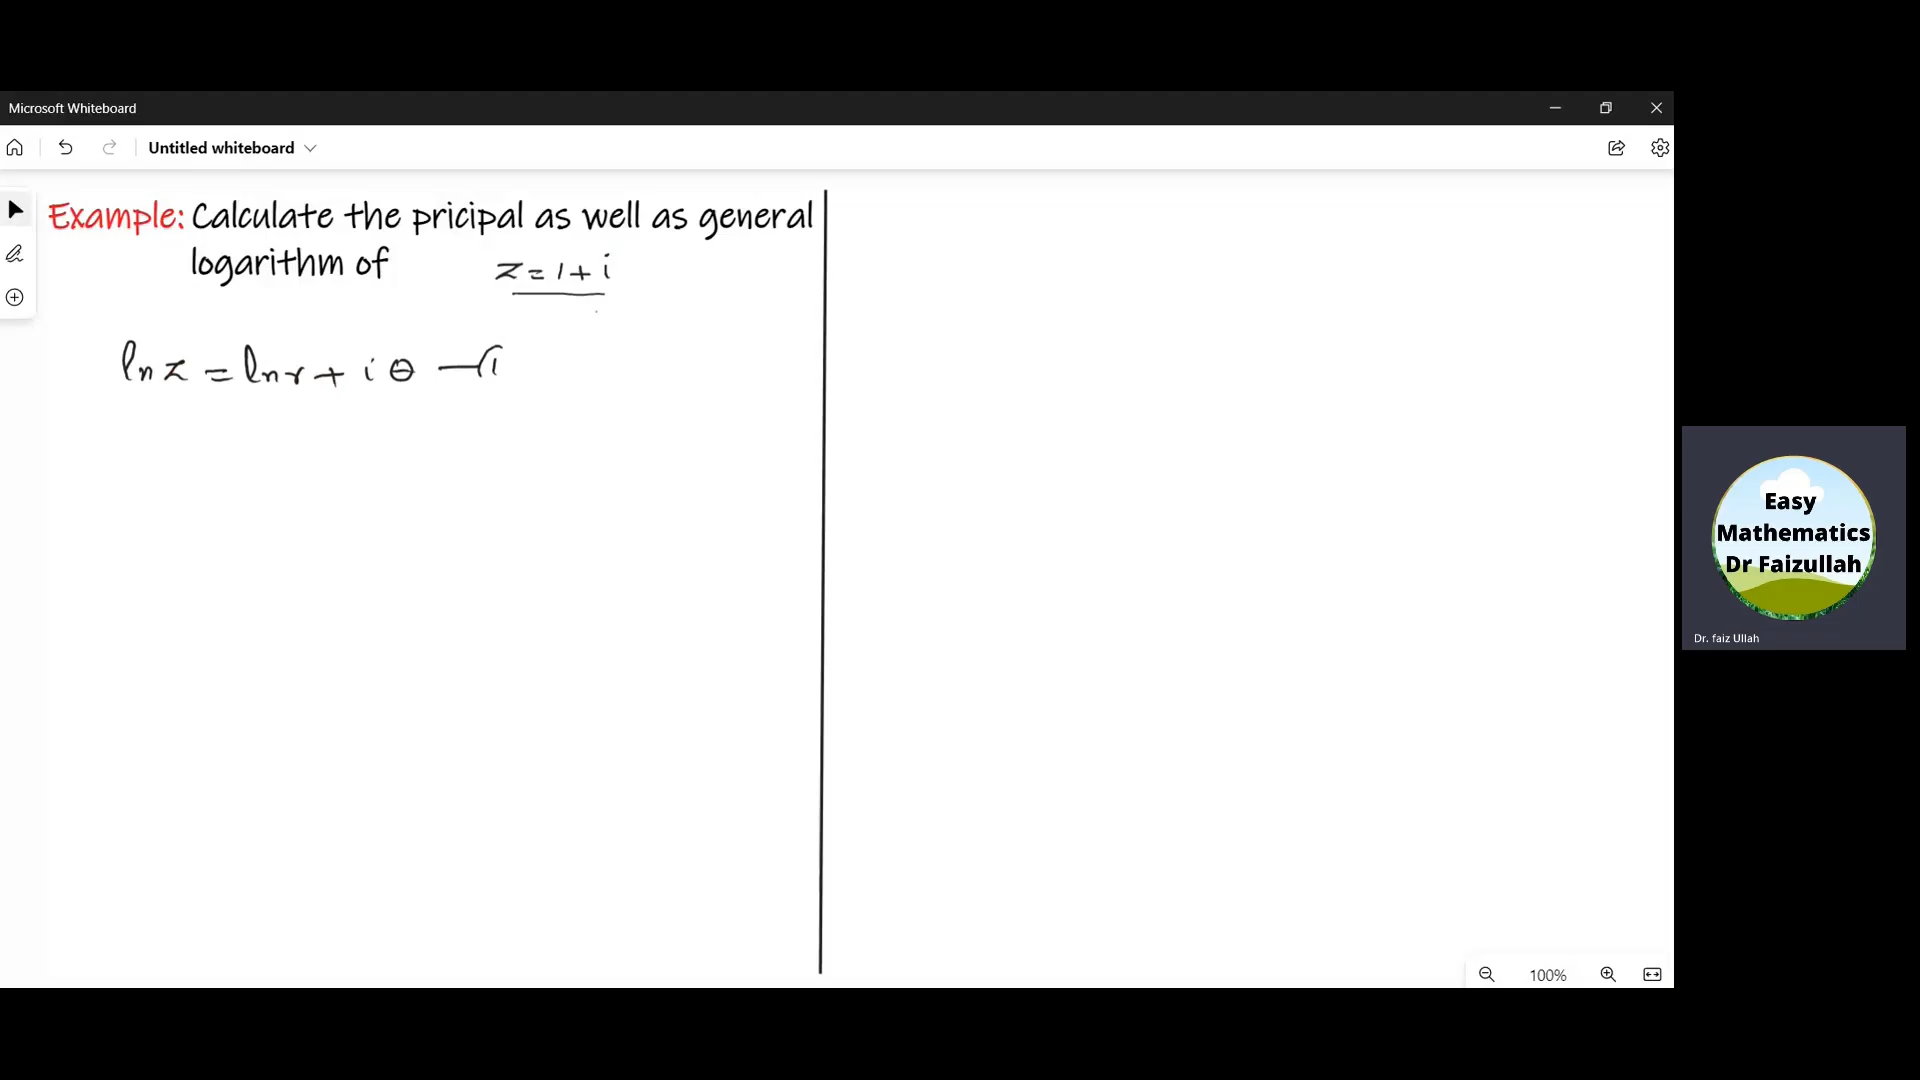 Microsoft Whiteboard
Untitled whiteboard
Example: Calculate the pricipal as well as general
logarithm of z = 1 + i
ln z = ln r + i θ —(1
Easy
Mathematics
Dr Faizullah
Dr. faiz Ullah
100%